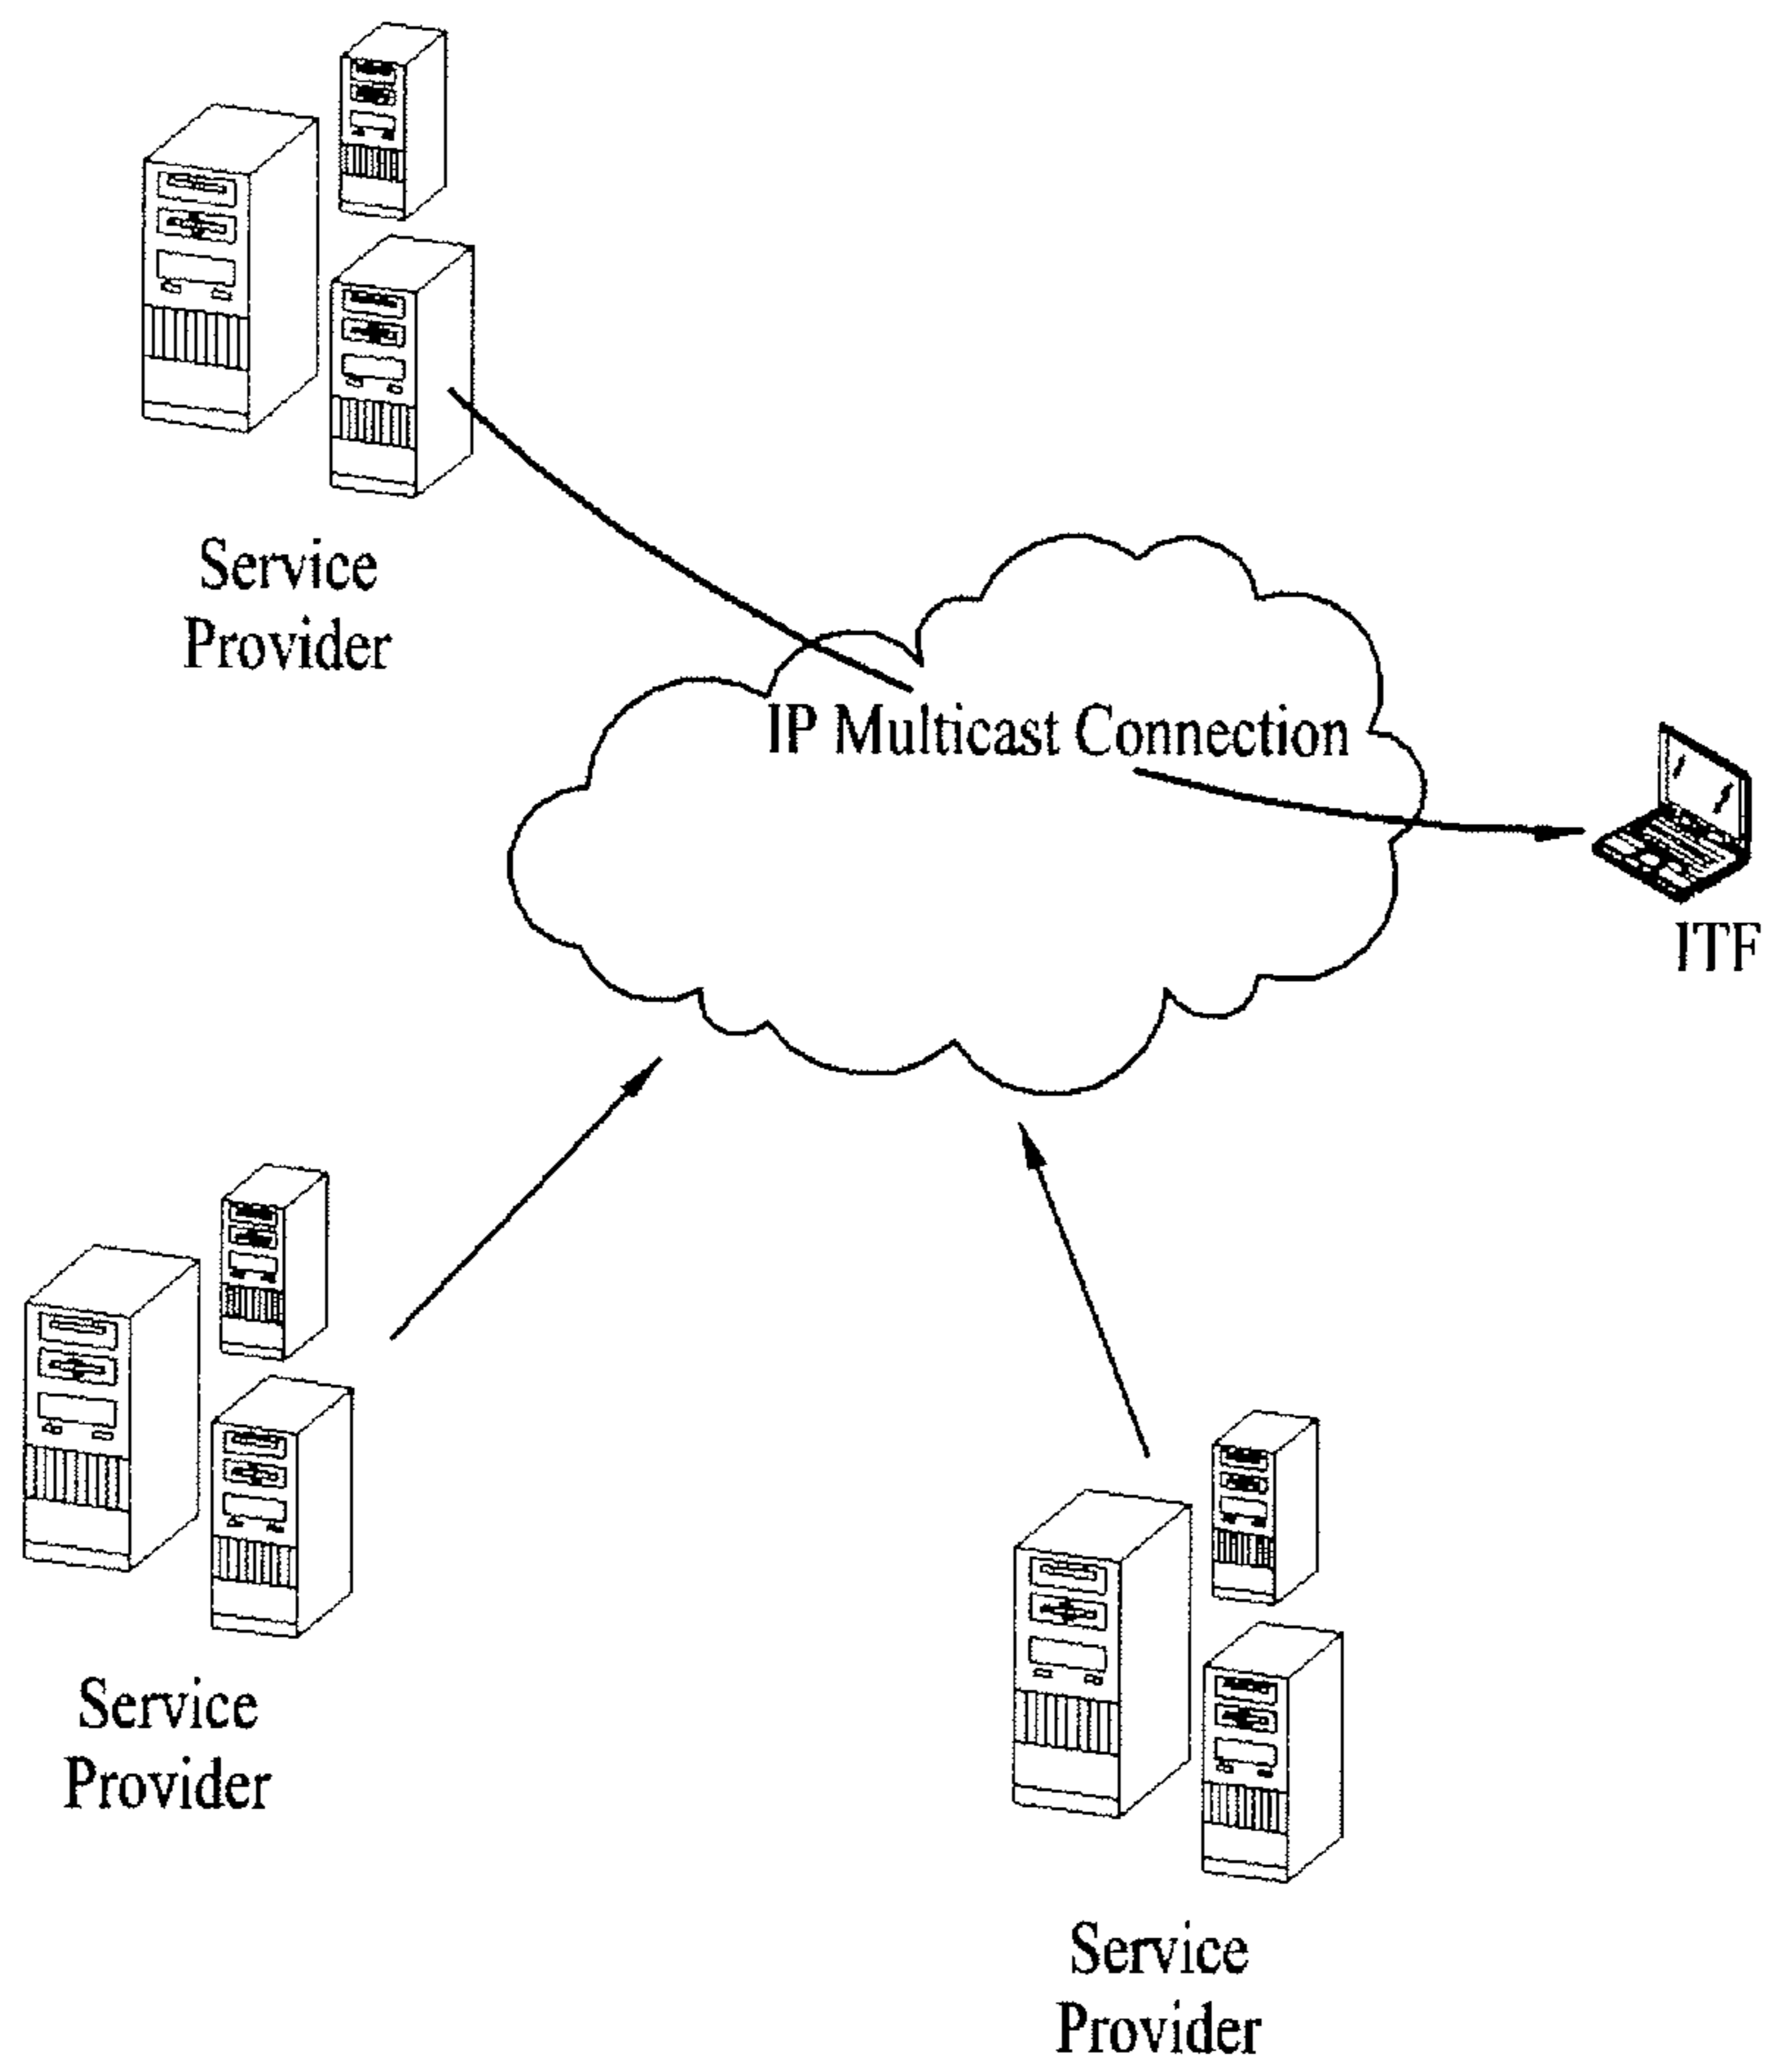 Service
Provider
IP Multicast Connection
ITF
Service
Provider
Service
Provider